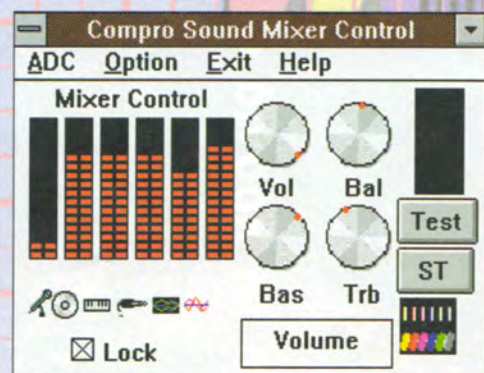 Compro Sound Mixer Control
ADC Option Exit Help
Mixer Control
Vol Bal
Test
ST
Bas Trb
Lock
Volume